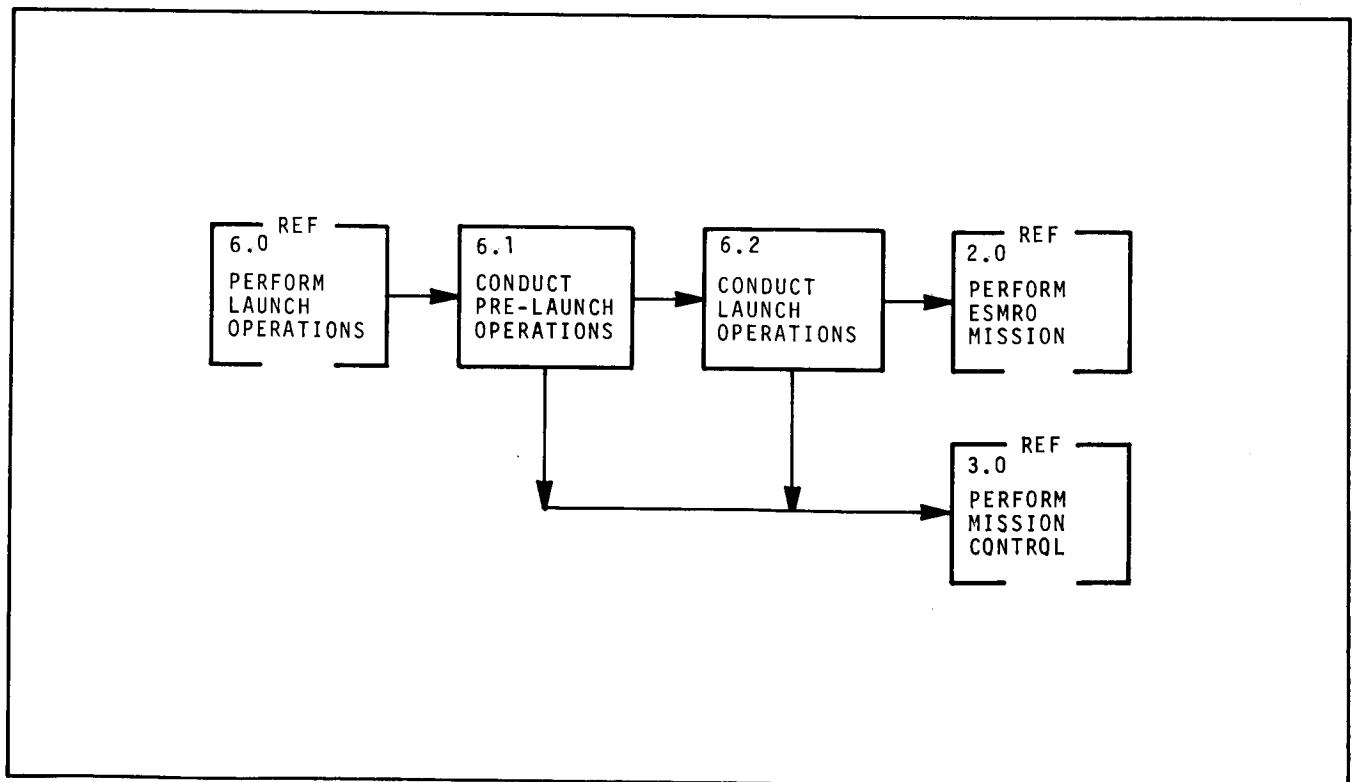 REF
6.0
PERFORM
LAUNCH
OPERATIONS
6.1
CONDUCT
PRE-LAUNCH
OPERATIONS
6.2
CONDUCT
LAUNCH
OPERATIONS
REF
2.0
PERFORM
ESMRO
MISSION
REF
3.0
PERFORM
MISSION
CONTROL